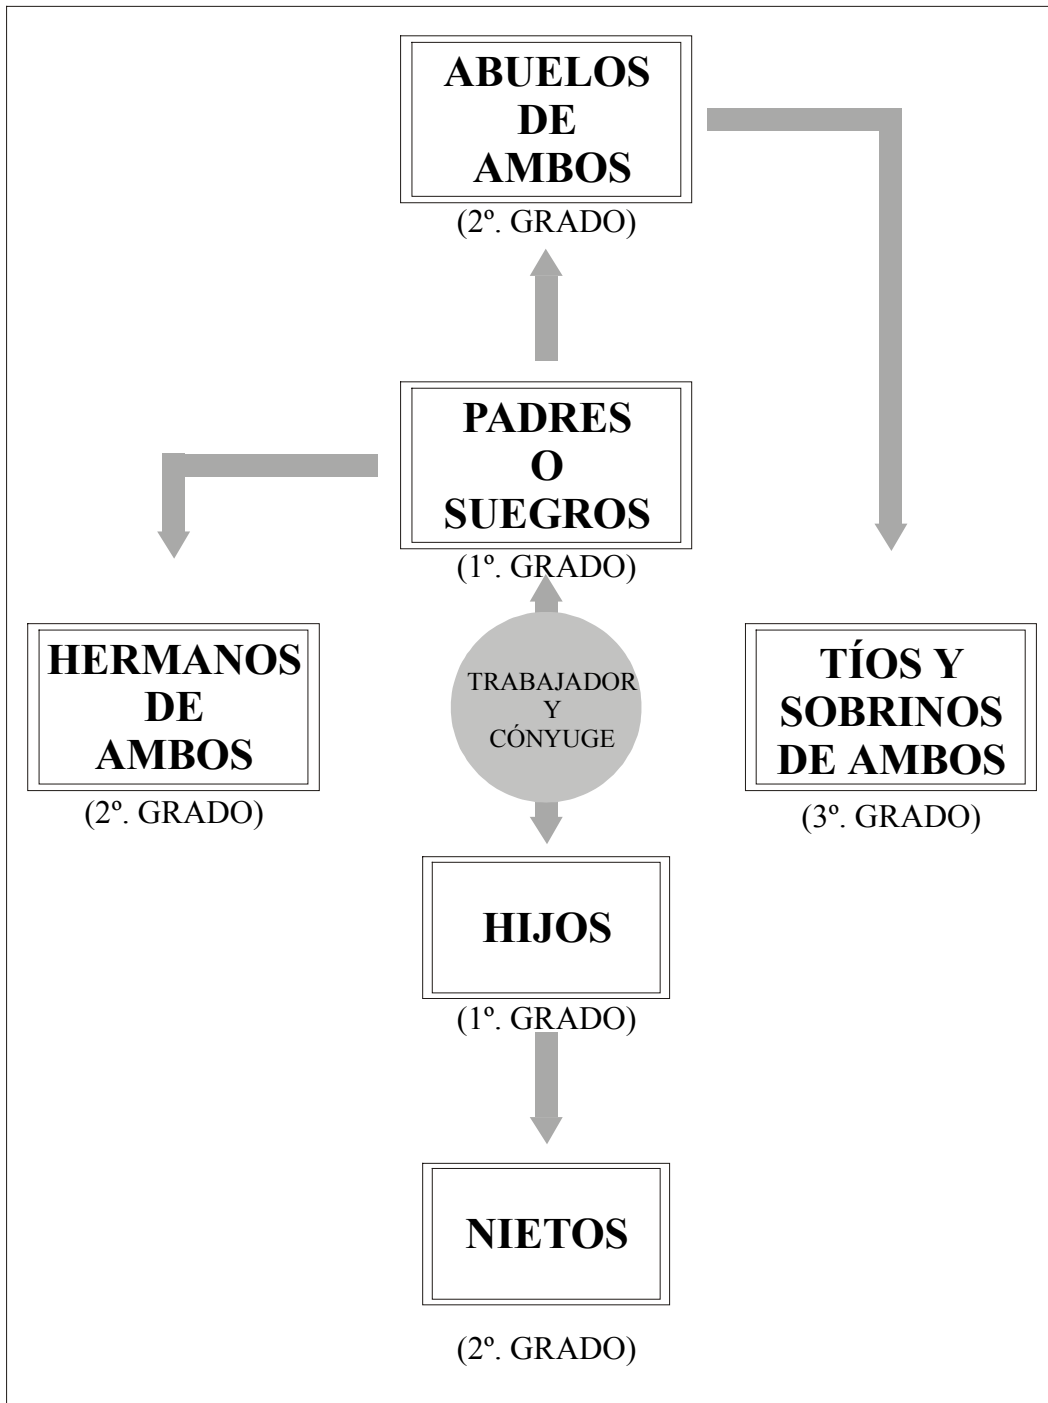 ABUELOS
DE
AMBOS
(2º. GRADO)
PADRES
O
SUEGROS
(1º. GRADO)
HERMANOS
DE
AMBOS
(2º. GRADO)
TRABAJADOR
Y
CÓNYUGE
TÍOS Y
SOBRINOS
DE AMBOS
(3º. GRADO)
HIJOS
(1º. GRADO)
NIETOS
(2º. GRADO)